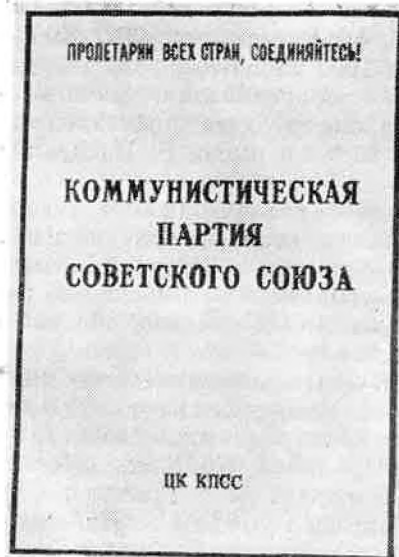 ПРОЛЕТАРИИ ВСЕХ СТРАН, СОЕДИНЯЙТЕСЬ!
КОММУНИСТИЧЕСКАЯ
ПАРТИЯ
СОВЕТСКОГО СОЮЗА
ЦК КПСС